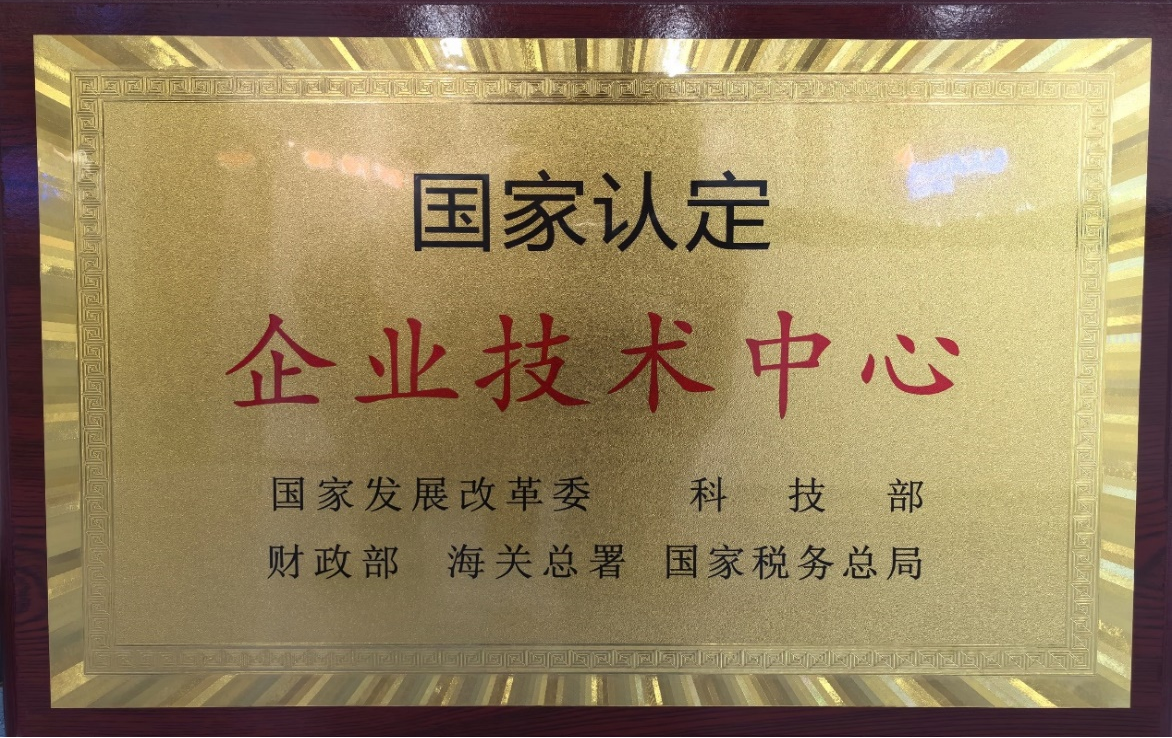 国家认定
企业技术中心
国家发展改革委 科技部
财政部 海关总署 国家税务总局